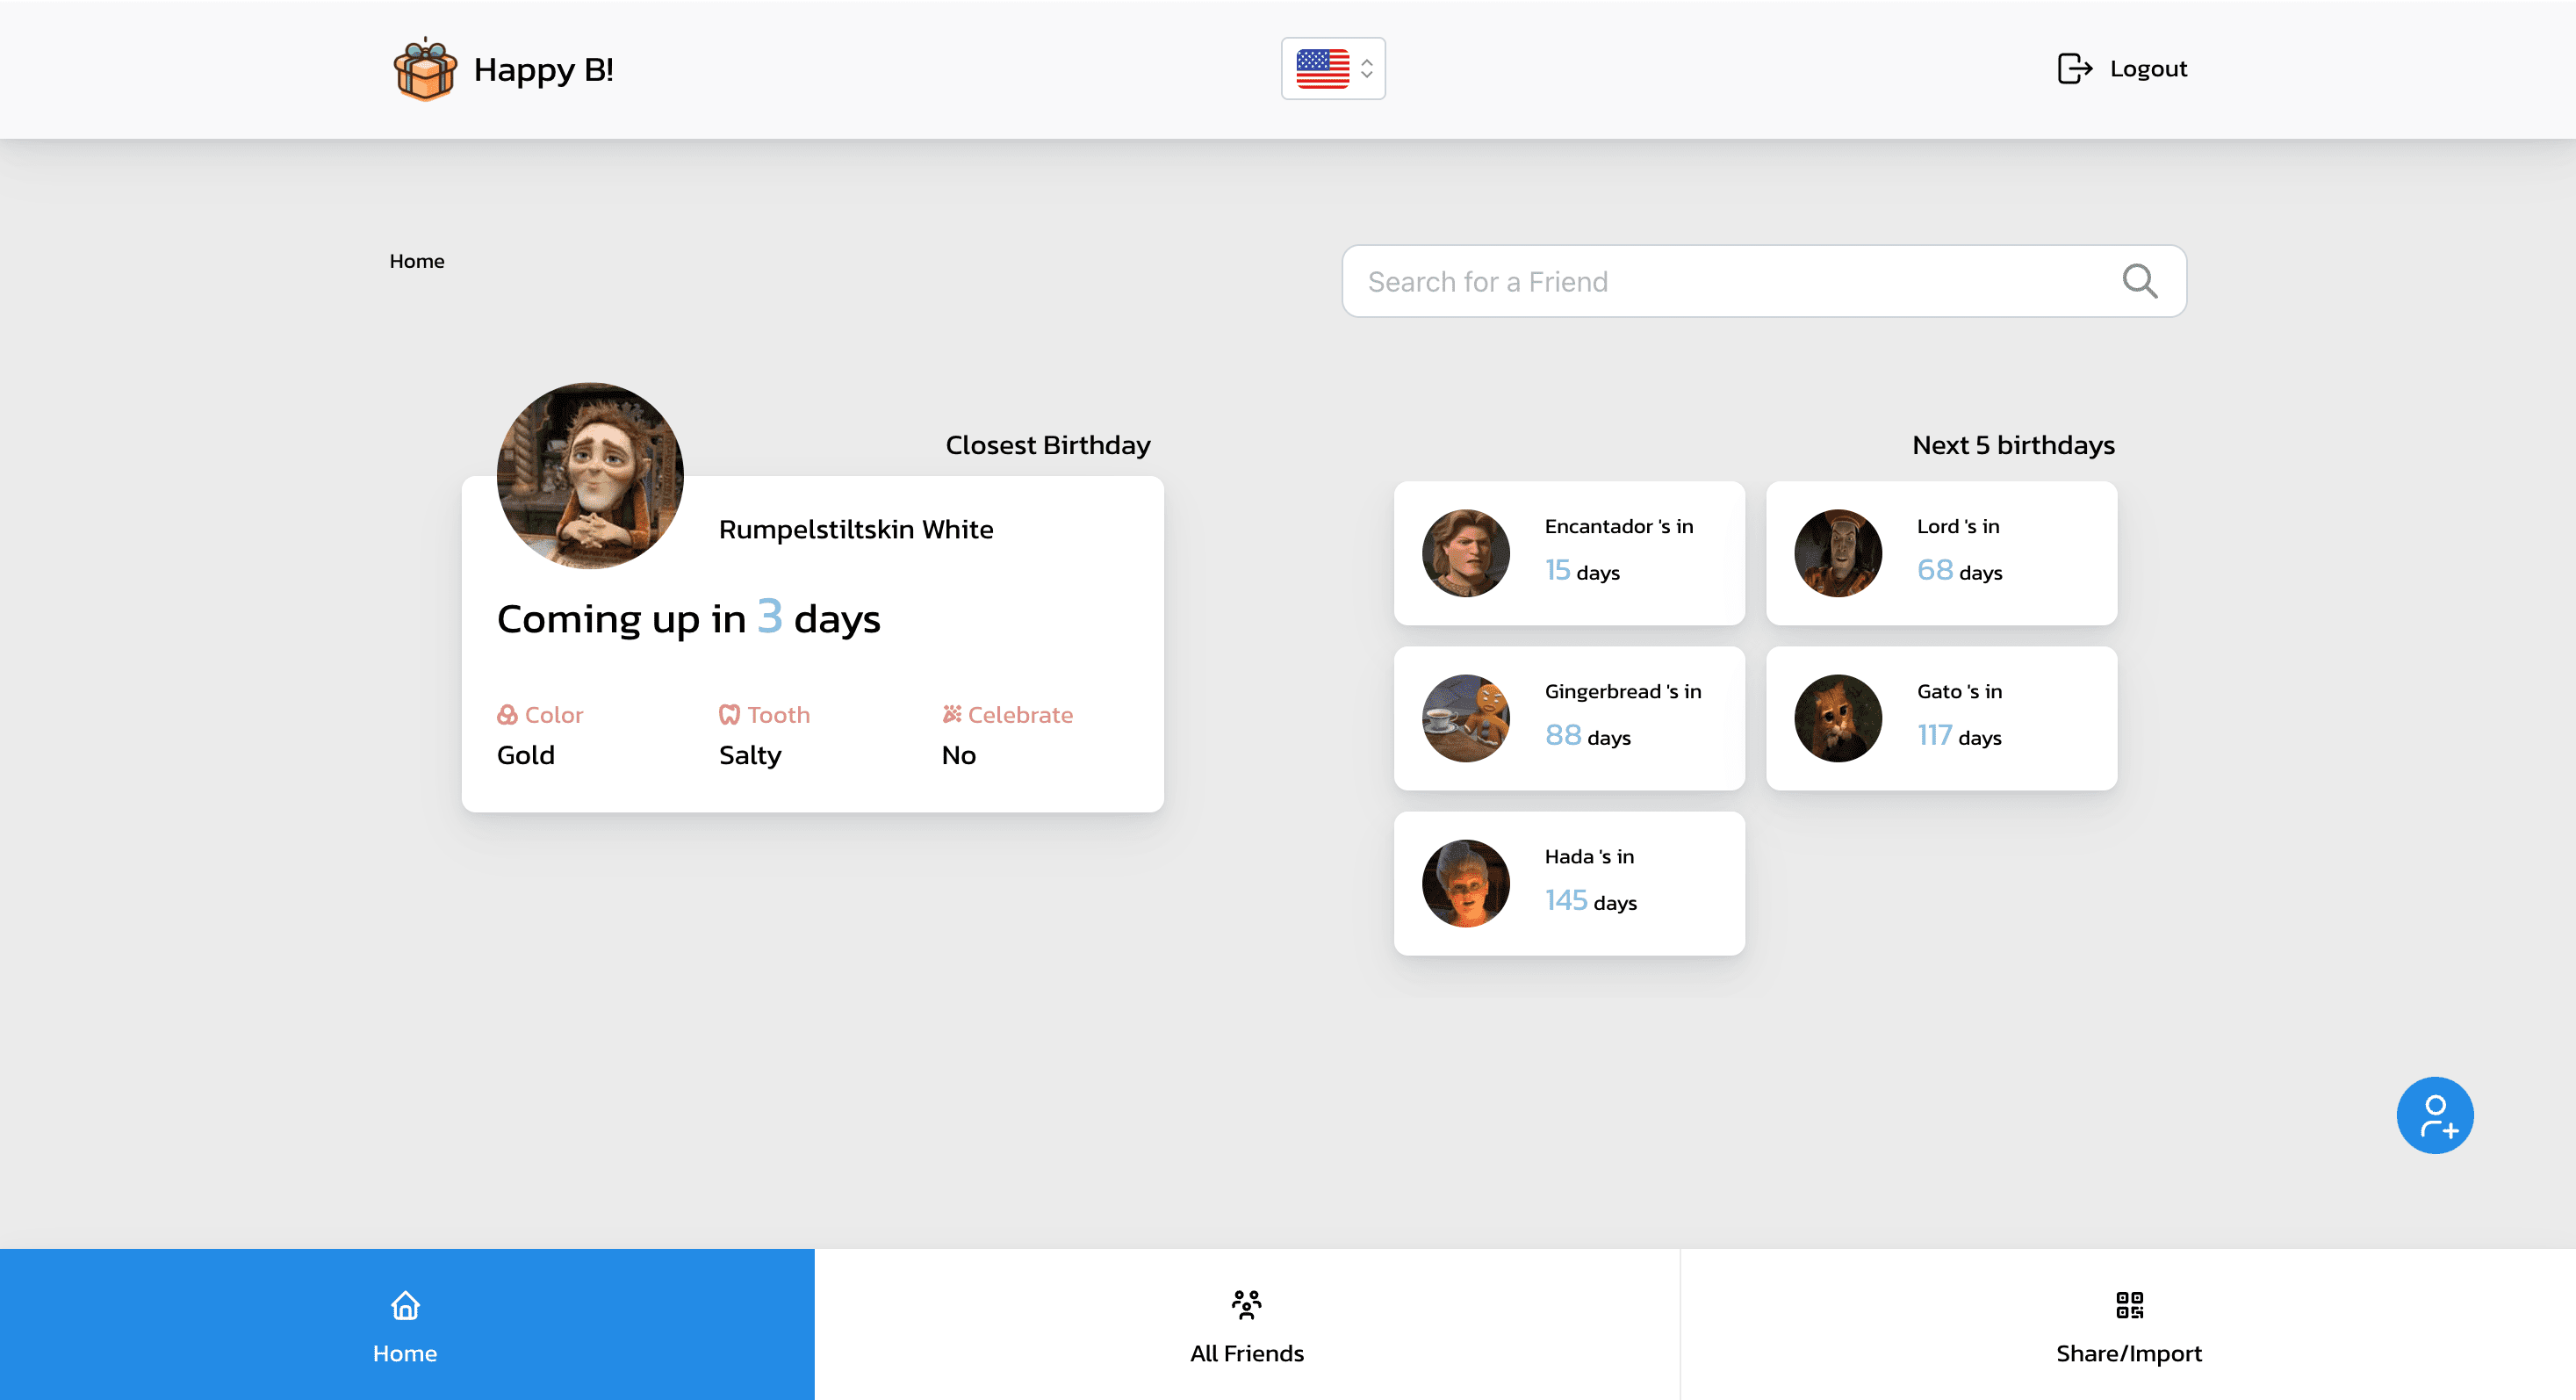 Happy B!
Logout
Home
Search for a Friend
Closest Birthday
Rumpelstiltskin White
Coming up in 3 days
Color
Tooth
Celebrate
Gold
Salty
No
Next 5 birthdays
Encantador 's in
15 days
Lord 's in
68 days
Gingerbread 's in
88 days
Gato 's in
117 days
Hada 's in
145 days
Home
All Friends
Share/Import